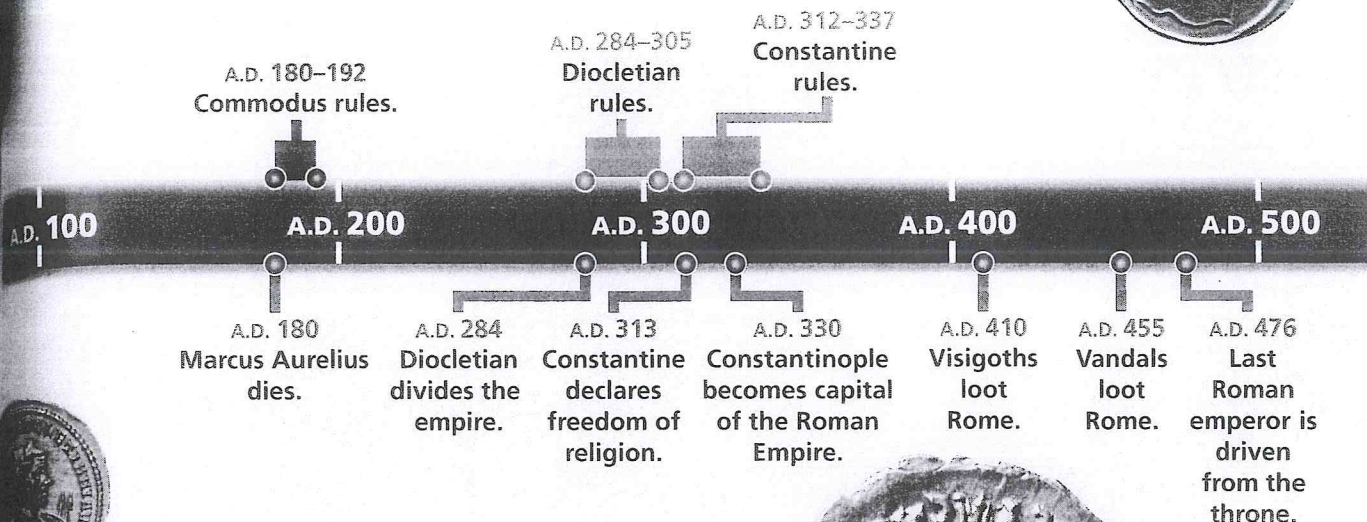 A.D. 180–192
Commodus rules.
A.D. 284–305
Diocletian
rules.
A.D. 312–337
Constantine
rules.
A.D. 100
A.D. 200
A.D. 300
A.D. 400
A.D. 500
A.D. 180
Marcus Aurelius
dies.
A.D. 284
Diocletian
divides the
empire.
A.D. 313
Constantine
declares
freedom of
religion.
A.D. 330
Constantinople
becomes capital
of the Roman
Empire.
A.D. 410
Visigoths
loot
Rome.
A.D. 455
Vandals
loot
Rome.
A.D. 476
Last
Roman
emperor is
driven
from the
throne.